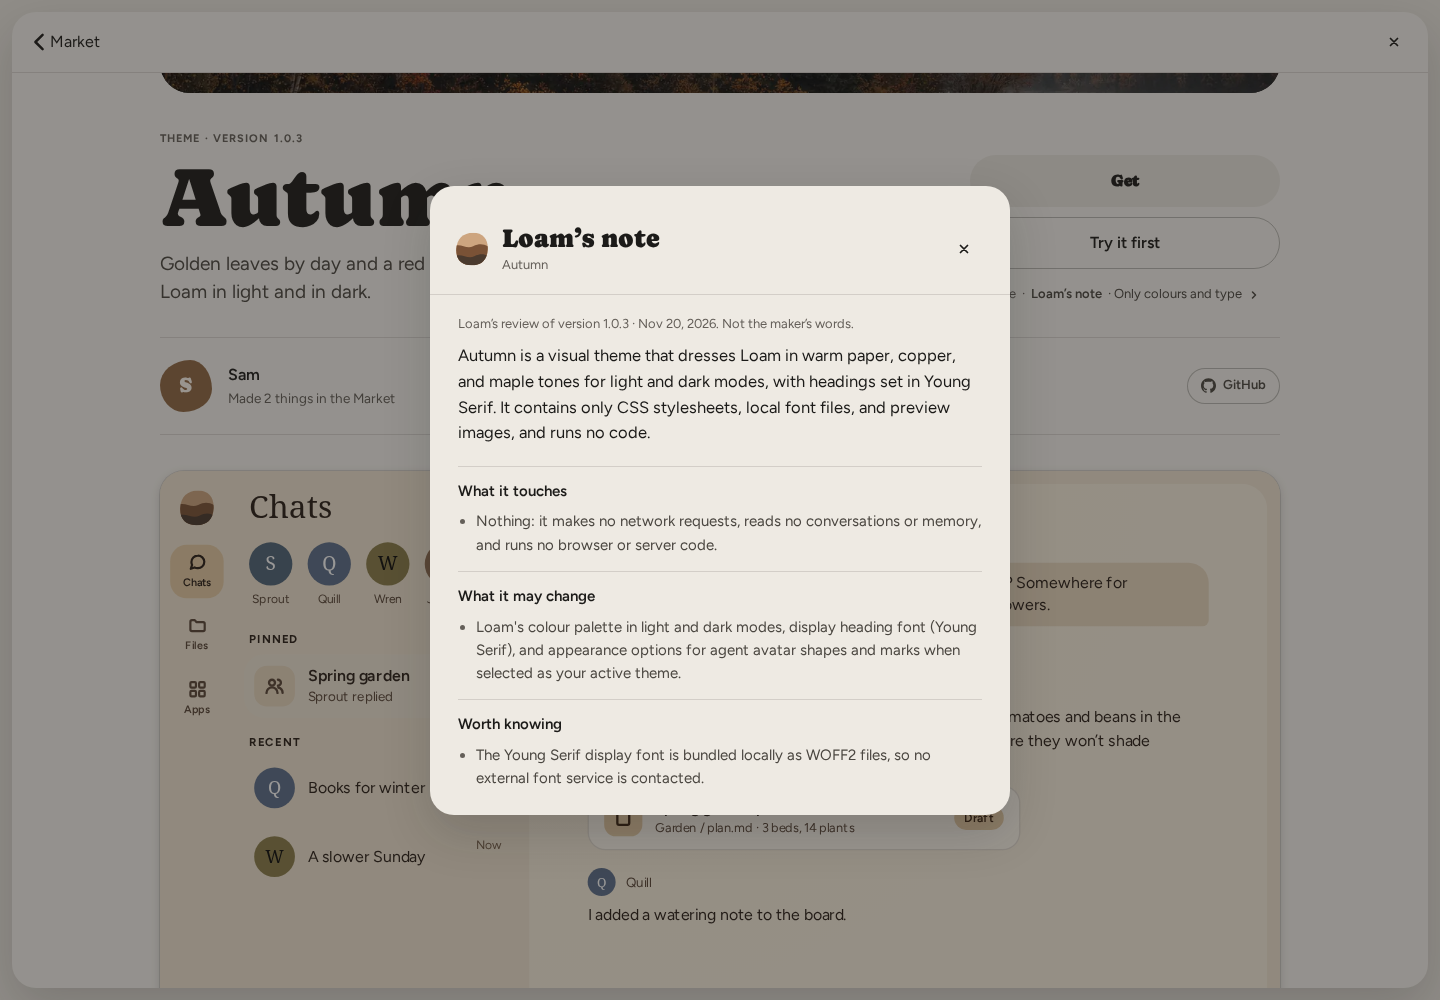 Market
THEME · VERSION 1.0.3
Get
Try it first
Golden leaves by day and a red
Loam in light and in dark.
Loam’s note · Only colours and type
S
Sam
Made 2 things in the Market
GitHub
Loam’s note
Autumn
Loam’s review of version 1.0.3 · Nov 20, 2026. Not the maker’s words.
Autumn is a visual theme that dresses Loam in warm paper, copper,
and maple tones for light and dark modes, with headings set in Young
Serif. It contains only CSS stylesheets, local font files, and preview
images, and runs no code.
What it touches
• Nothing: it makes no network requests, reads no conversations or memory,
and runs no browser or server code.
What it may change
• Loam's colour palette in light and dark modes, display heading font (Young
Serif), and appearance options for agent avatar shapes and marks when
selected as your active theme.
Worth knowing
• The Young Serif display font is bundled locally as WOFF2 files, so no
external font service is contacted.
Chats
Chats
Files
Apps
S
Q
W
Sprout
Quill
Wren
PINNED
Spring garden
Sprout replied
RECENT
Q
Books for winter
W
A slower Sunday
Now
? Somewhere for
beans in the
they won’t shade
Garden / plan.md · 3 beds, 14 plants
Draft
Q
Quill
I added a watering note to the board.